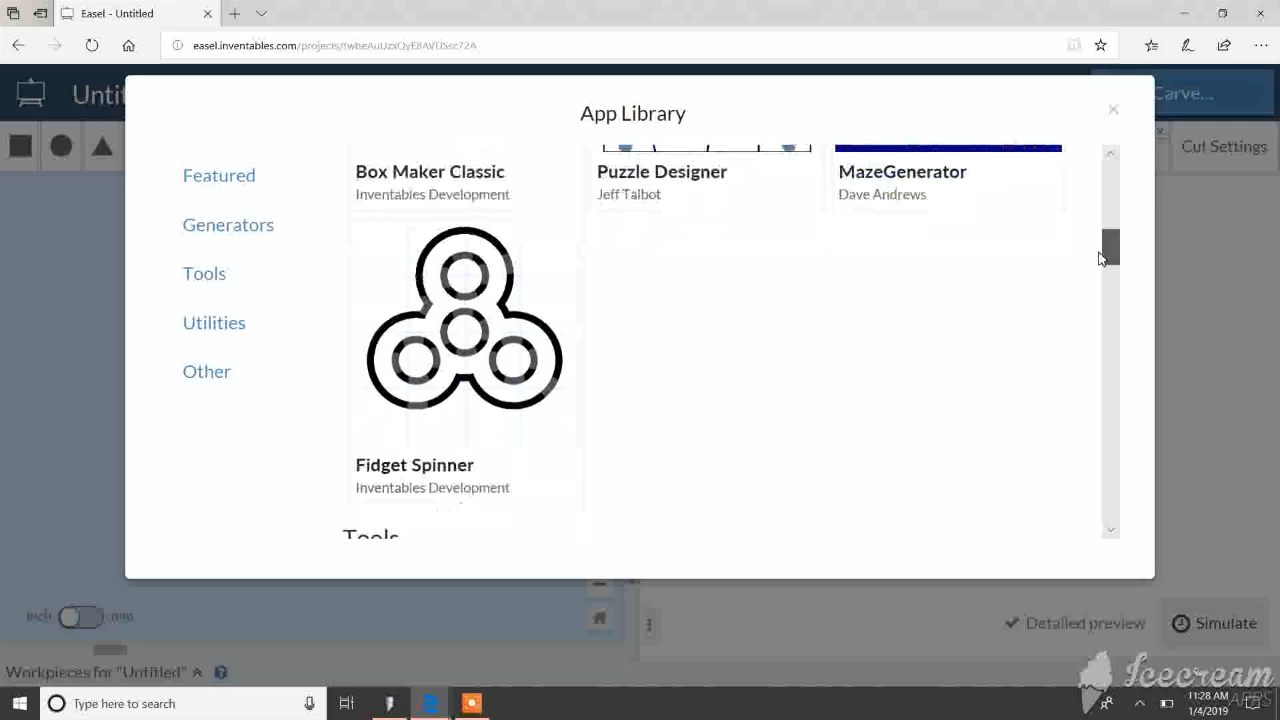 Easel - Untitled
easel.inventables.com/projects/
Untit
Carve...
App Library
Cut Settings
Featured
Generators
Tools
Utilities
Other
Box Maker Classic
Inventables Development
Puzzle Designer
Jeff Talbot
MazeGenerator
Dave Andrews
Fidget Spinner
Inventables Development
Tools
inch
mm
Detailed preview
Simulate
Workpieces for "Untitled"
Icecream
APPS
Type here to search
11:28 AM
1/4/2019